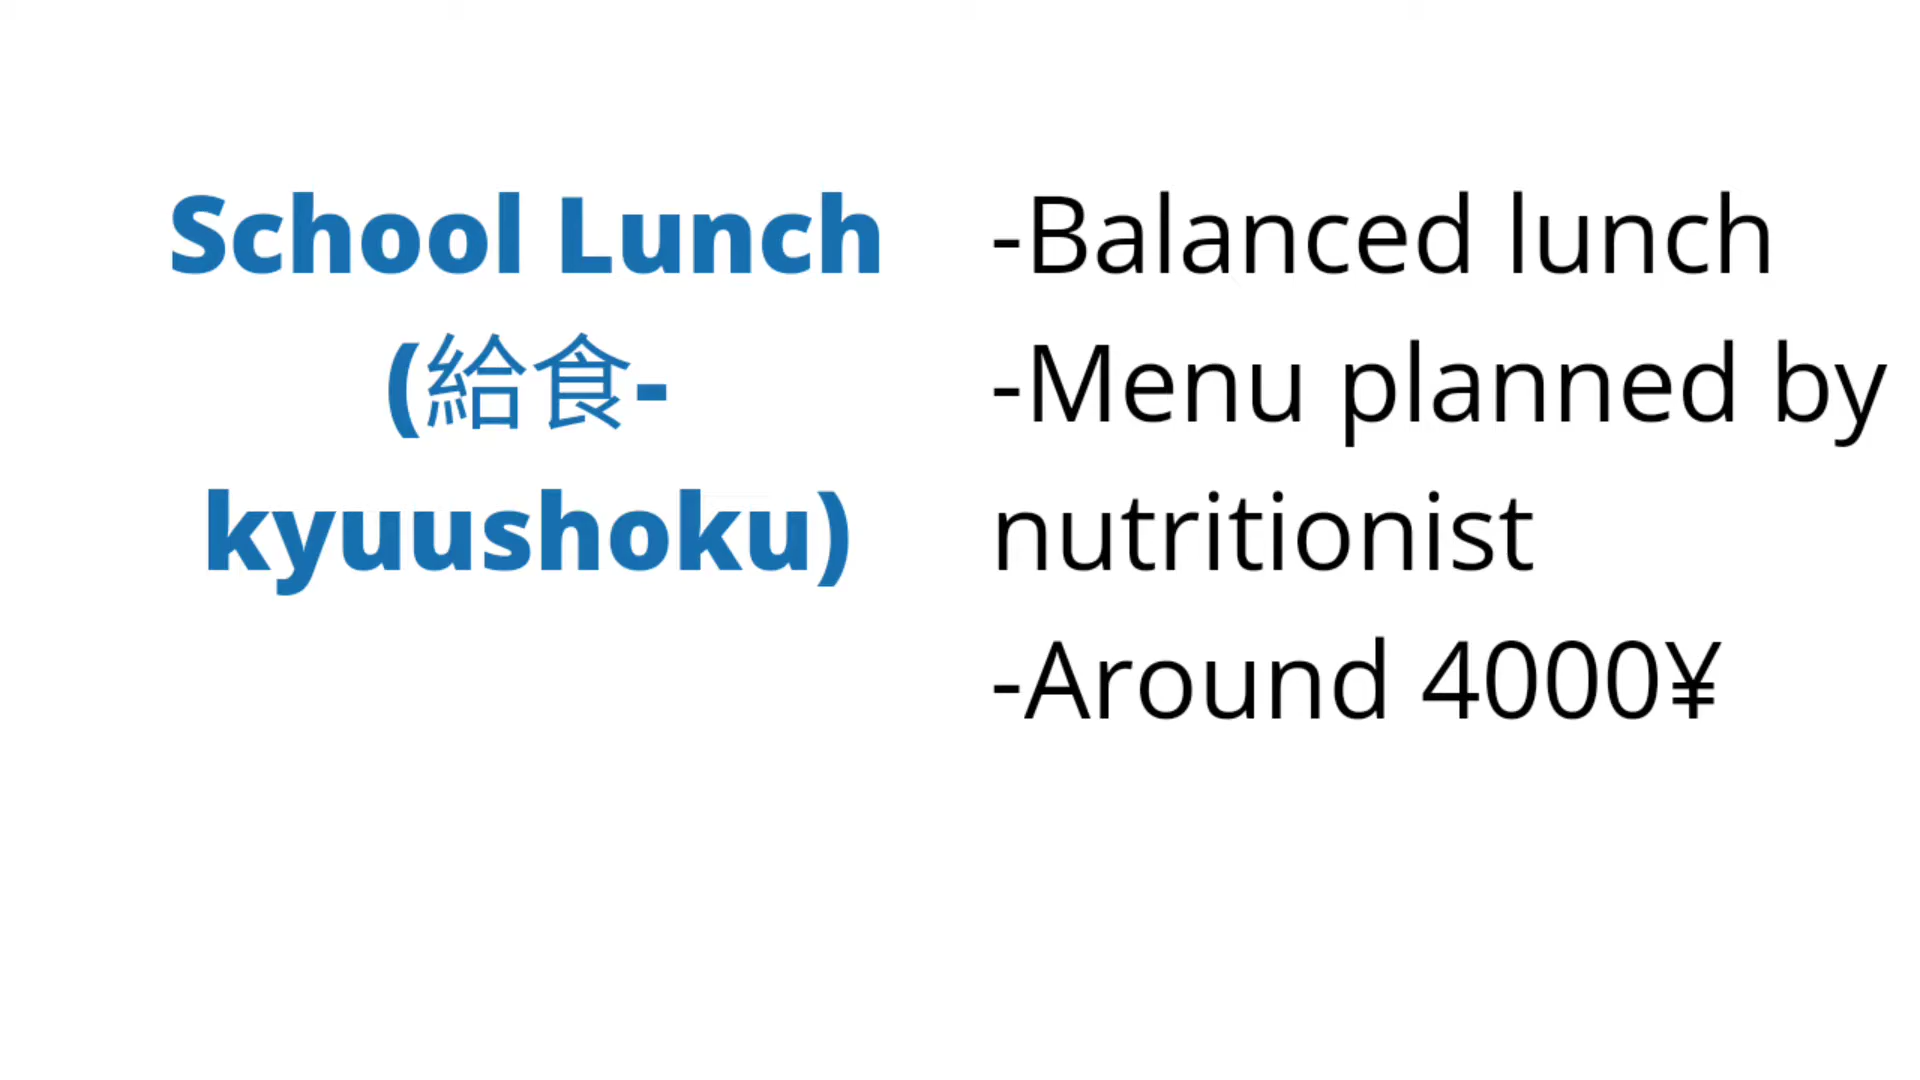 School Lunch
(給食-
kyuushoku)
-Balanced lunch
-Menu planned by
nutritionist
-Around 4000¥